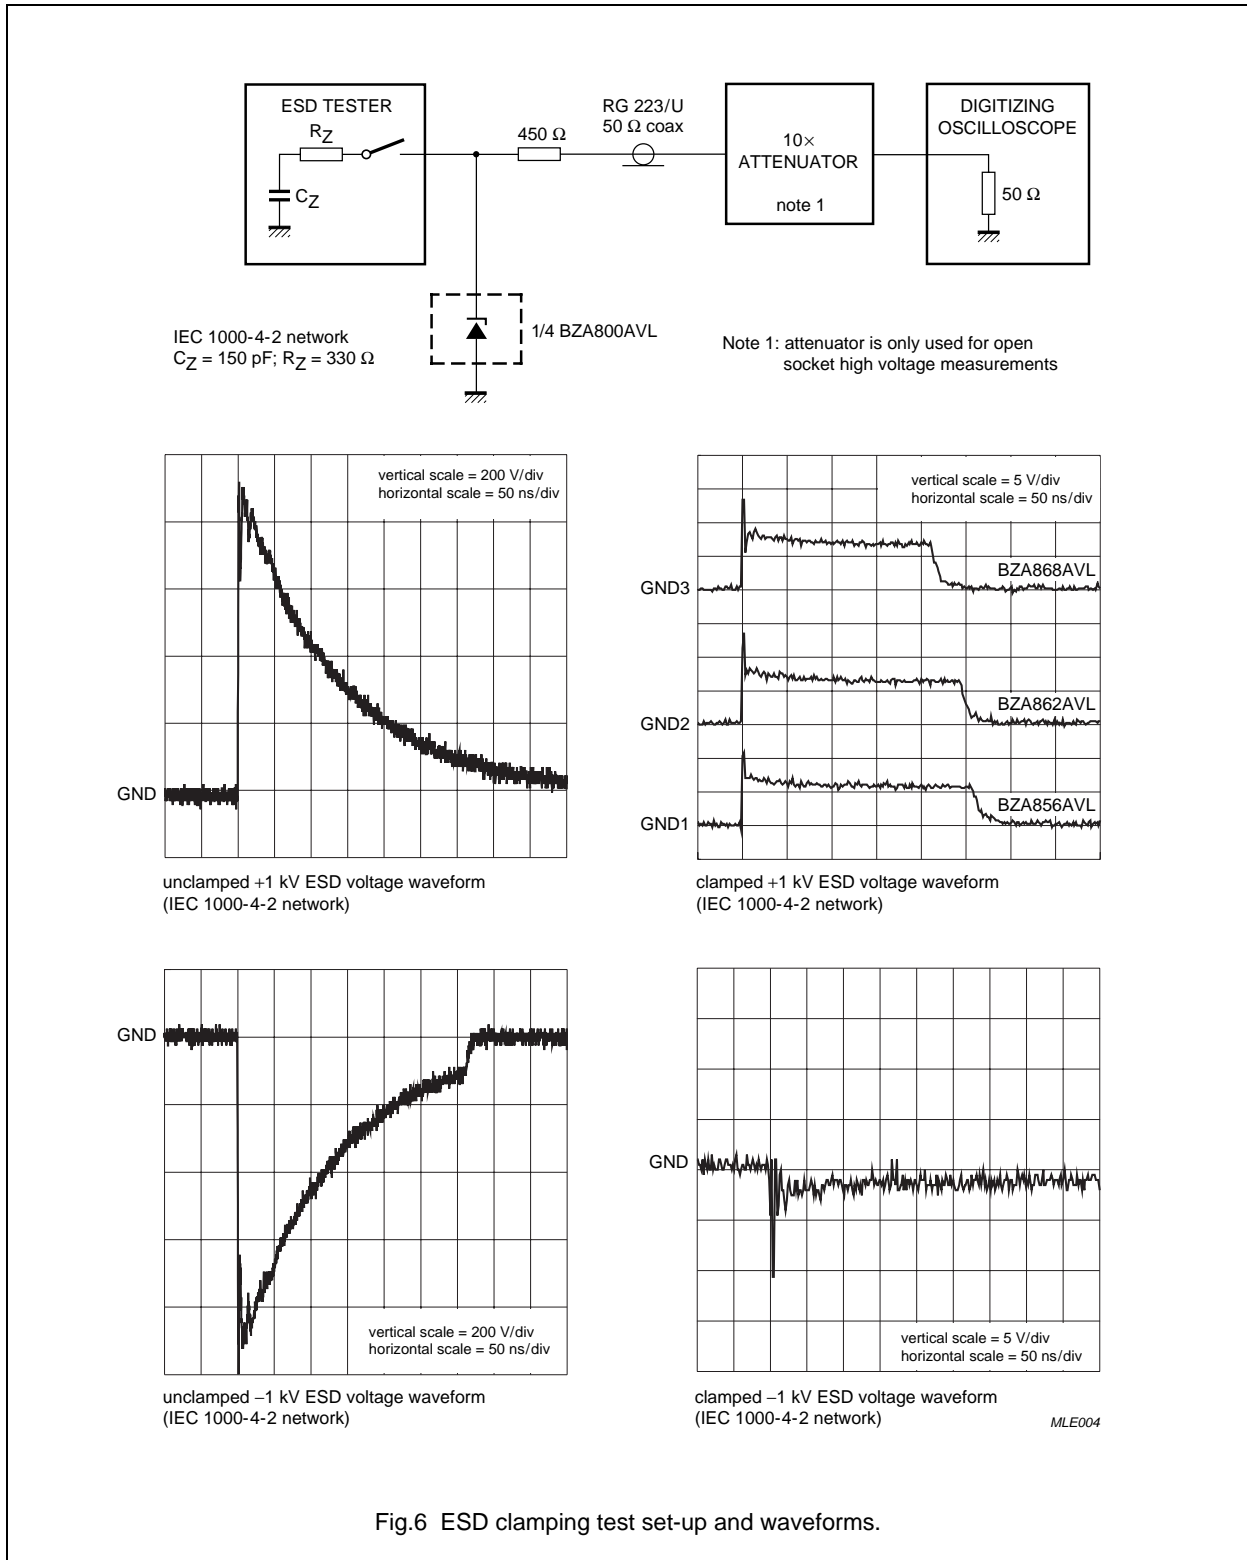 ESD TESTER
RZ
CZ
450 Ω
RG 223/U
50 Ω coax
10×
ATTENUATOR
note 1
DIGITIZING
OSCILLOSCOPE
50 Ω
1/4 BZA800AVL
IEC 1000-4-2 network
CZ = 150 pF; RZ = 330 Ω
Note 1: attenuator is only used for open
socket high voltage measurements
vertical scale = 200 V/div
horizontal scale = 50 ns/div
GND
unclamped +1 kV ESD voltage waveform
(IEC 1000-4-2 network)
vertical scale = 5 V/div
horizontal scale = 50 ns/div
GND3
BZA868AVL
GND2
BZA862AVL
GND1
BZA856AVL
clamped +1 kV ESD voltage waveform
(IEC 1000-4-2 network)
GND
vertical scale = 200 V/div
horizontal scale = 50 ns/div
unclamped −1 kV ESD voltage waveform
(IEC 1000-4-2 network)
GND
vertical scale = 5 V/div
horizontal scale = 50 ns/div
clamped −1 kV ESD voltage waveform
(IEC 1000-4-2 network)
MLE004
Fig.6 ESD clamping test set-up and waveforms.